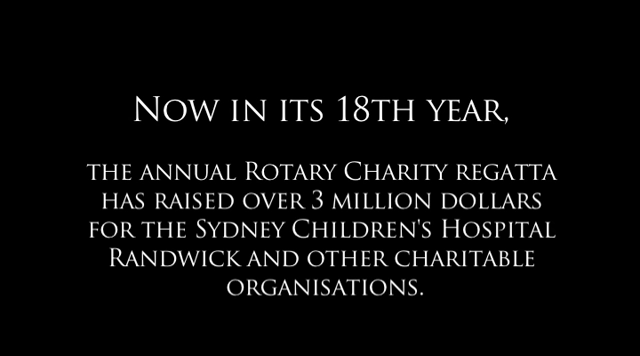 Now in its 18th year,
the annual Rotary Charity regatta
has raised over 3 million dollars
for the Sydney Children's Hospital
Randwick and other charitable
organisations.